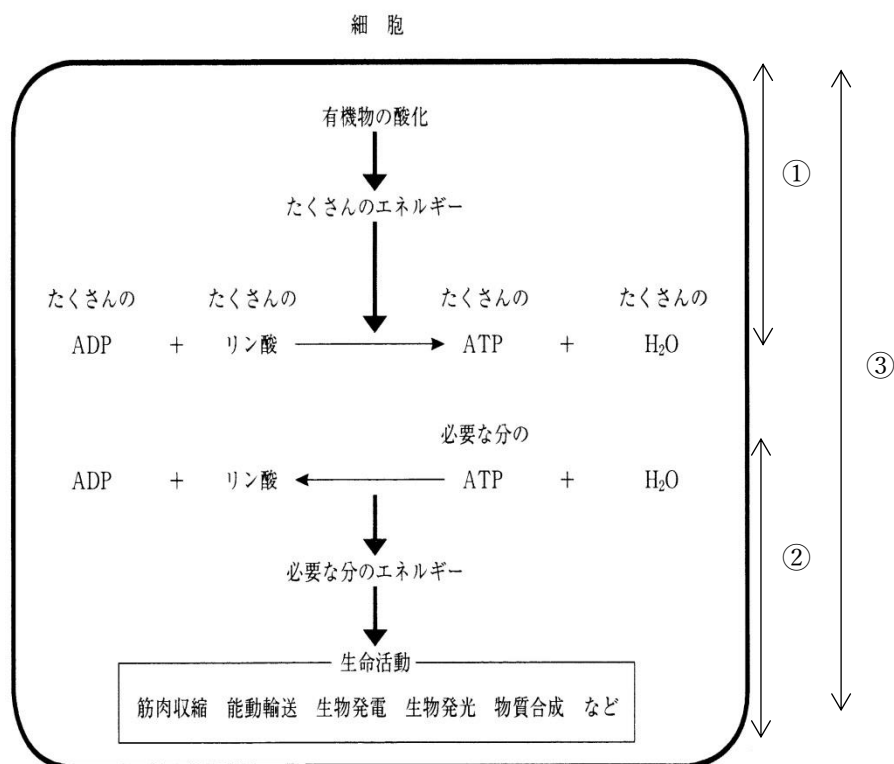 細 胞
有機物の酸化
①
たくさんのエネルギー
たくさんの たくさんの たくさんの たくさんの
ADP + リン酸 ATP + H₂O
③
必要な分の
ADP + リン酸 ATP + H₂O
必要な分のエネルギー
②
生命活動
筋肉収縮 能動輸送 生物発電 生物発光 物質合成 など